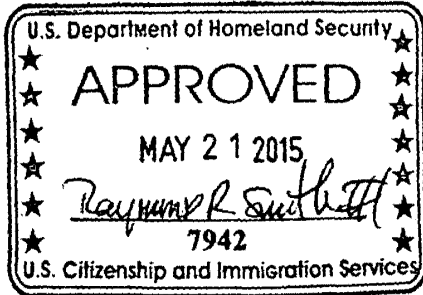 U.S. Department of Homeland Security
APPROVED
MAY 21 2015
7942
U.S. Citizenship and Immigration Services